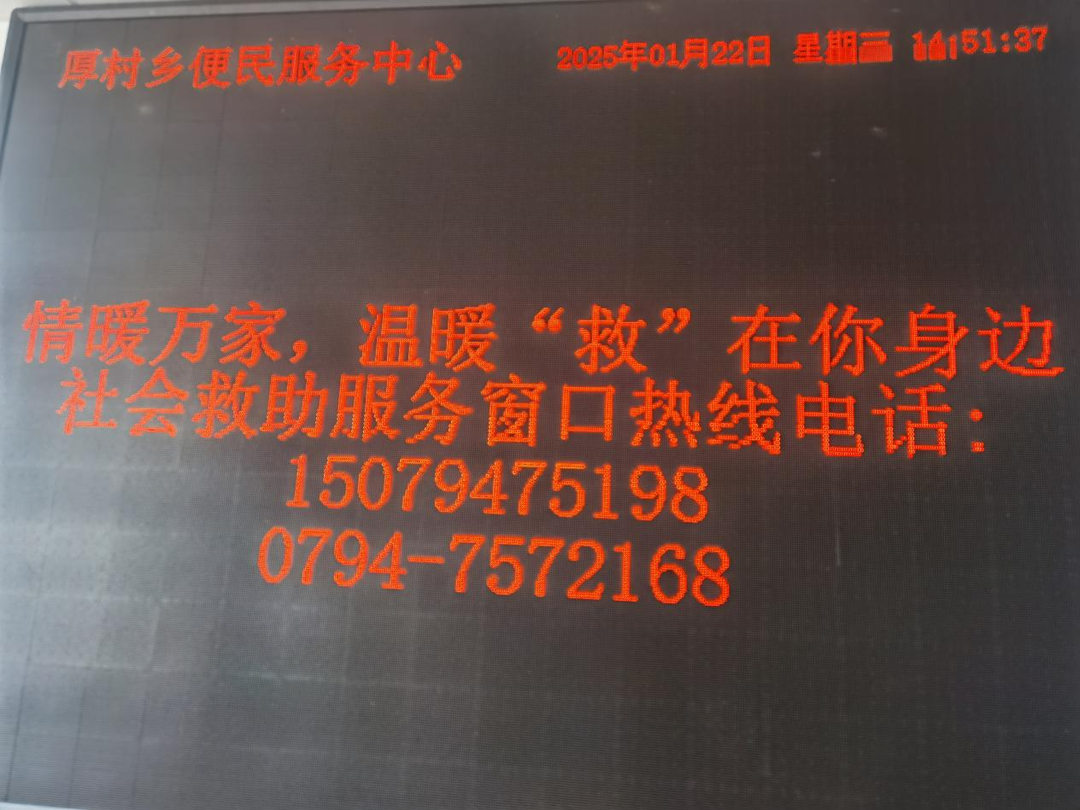 厚村乡便民服务中心 2025年01月22日 星期三 14:51:37
情暖万家，温暖“救”在你身边
社会救助服务窗口热线电话：
15079475198
0794-7572168